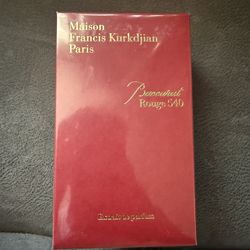 Maison
Francis Kurkdjian
Paris
Baccarat
Rouge 540
Extrait de parfum